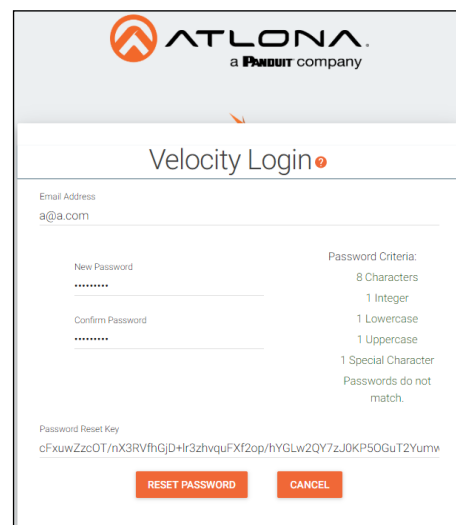 ATLONA.
a PANDUIT company
Velocity Login ?
Email Address
a@a.com
New Password
•••••••••
Confirm Password
•••••••••
Password Criteria:
8 Characters
1 Integer
1 Lowercase
1 Uppercase
1 Special Character
Passwords do not
match.
Password Reset Key
cFxuwZzcOT/nX3RVfhGjD+lr3zhvquFXf2op/hYGLw2QY7zJ0KP5OGuT2Yumw
RESET PASSWORD
CANCEL